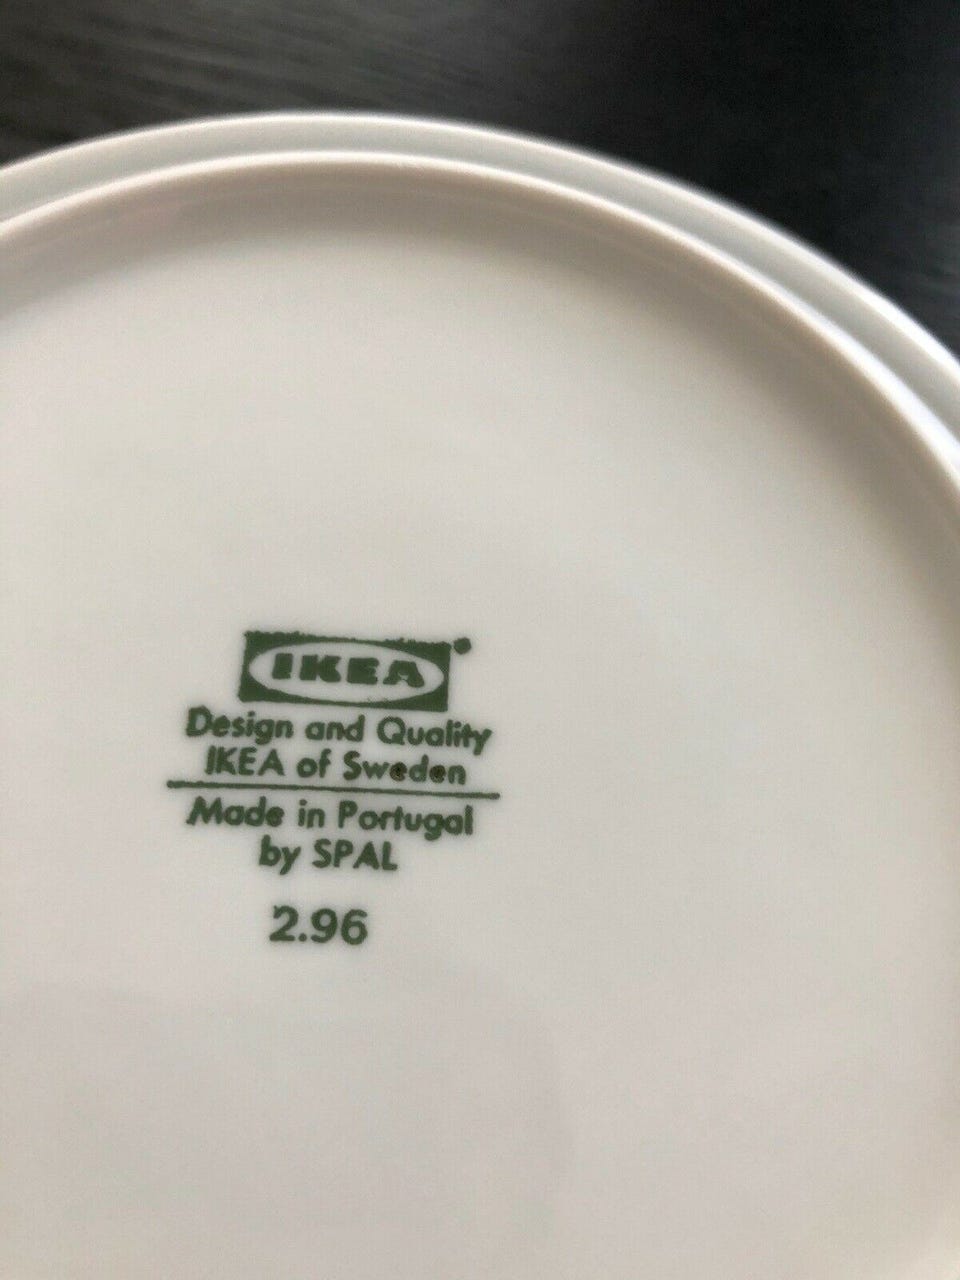 IKEA
Design and Quality
IKEA of Sweden
Made in Portugal
by SPAL
2.96